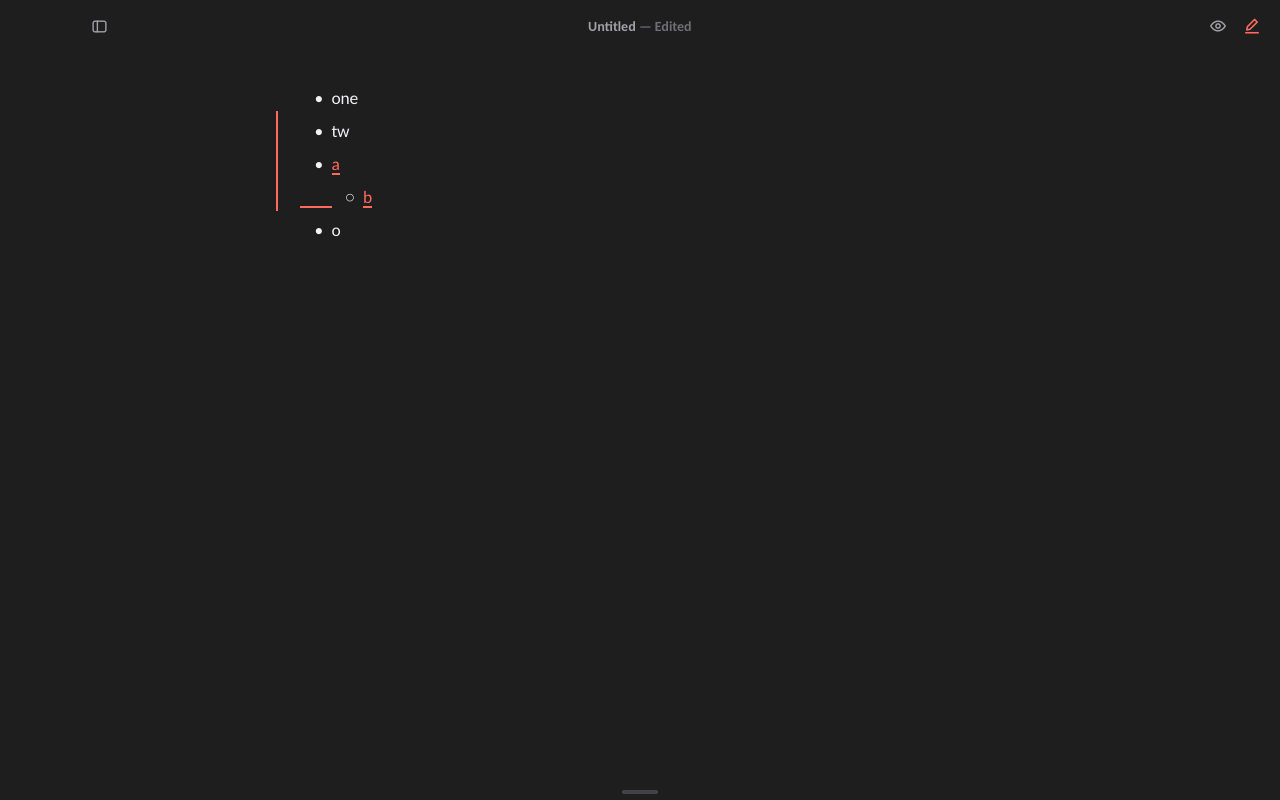 Untitled — Edited
• one
• tw
• a
○ b
• o